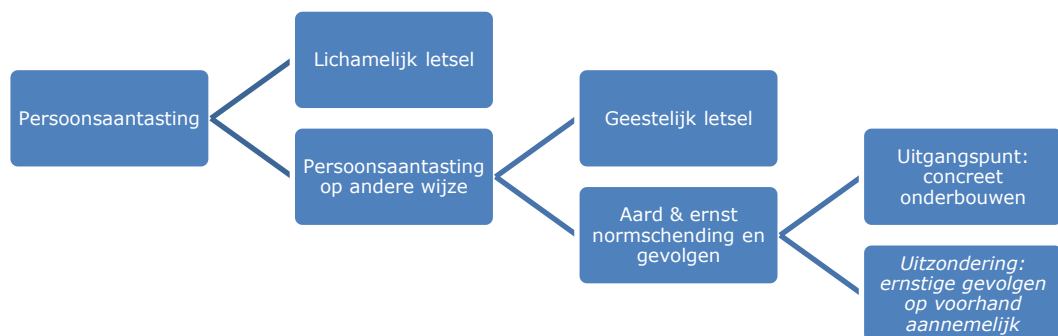 Persoonsaantasting
Lichamelijk letsel
Persoonsaantasting
op andere wijze
Geestelijk letsel
Aard & ernst
normschending en
gevolgen
Uitgangspunt:
concreet
onderbouwen
Uitzondering:
ernstige gevolgen
op voorhand
aannemelijk